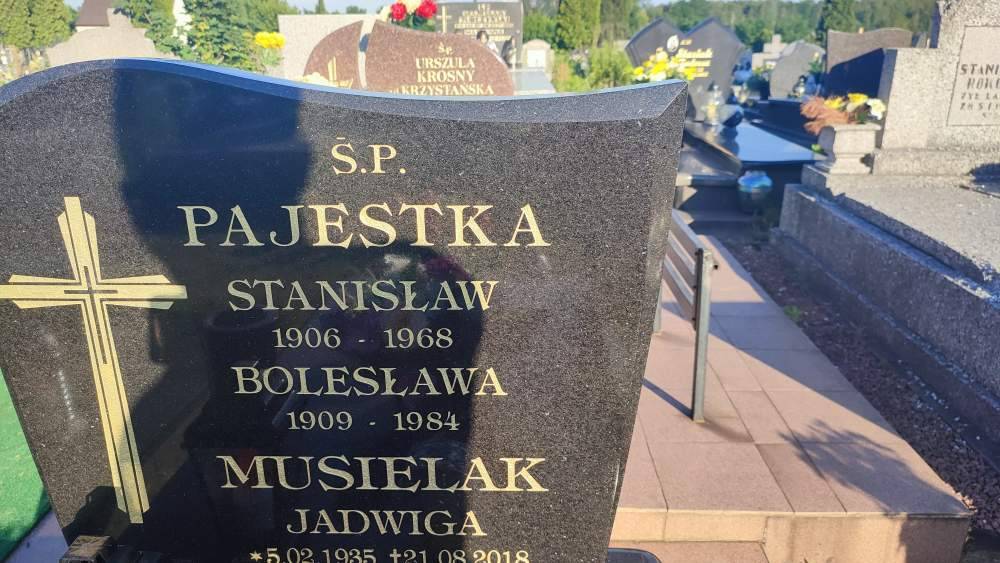 Ś.P.
PAJESTKA
STANISŁAW
1906 - 1968
BOLESŁAWA
1909 - 1984
MUSIELAK
JADWIGA
*5.02.1935 ✝21.08.2018
Ś.P.
URSZULA
KROSNY
KRZYSTAŃSKA